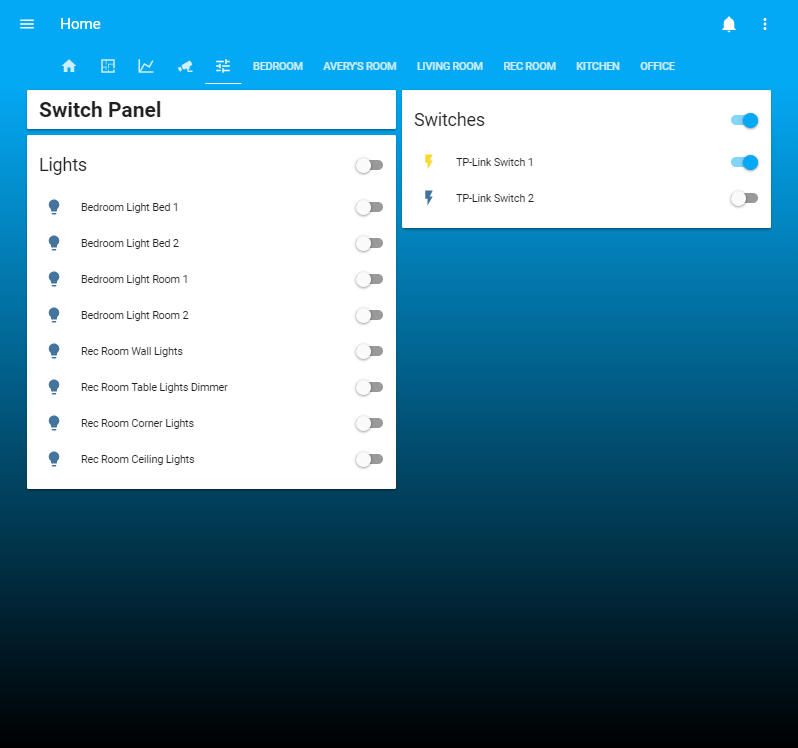 Home
BEDROOM
AVERY'S ROOM
LIVING ROOM
REC ROOM
KITCHEN
OFFICE
Switch Panel
Lights
Bedroom Light Bed 1
Bedroom Light Bed 2
Bedroom Light Room 1
Bedroom Light Room 2
Rec Room Wall Lights
Rec Room Table Lights Dimmer
Rec Room Corner Lights
Rec Room Ceiling Lights
Switches
TP-Link Switch 1
TP-Link Switch 2